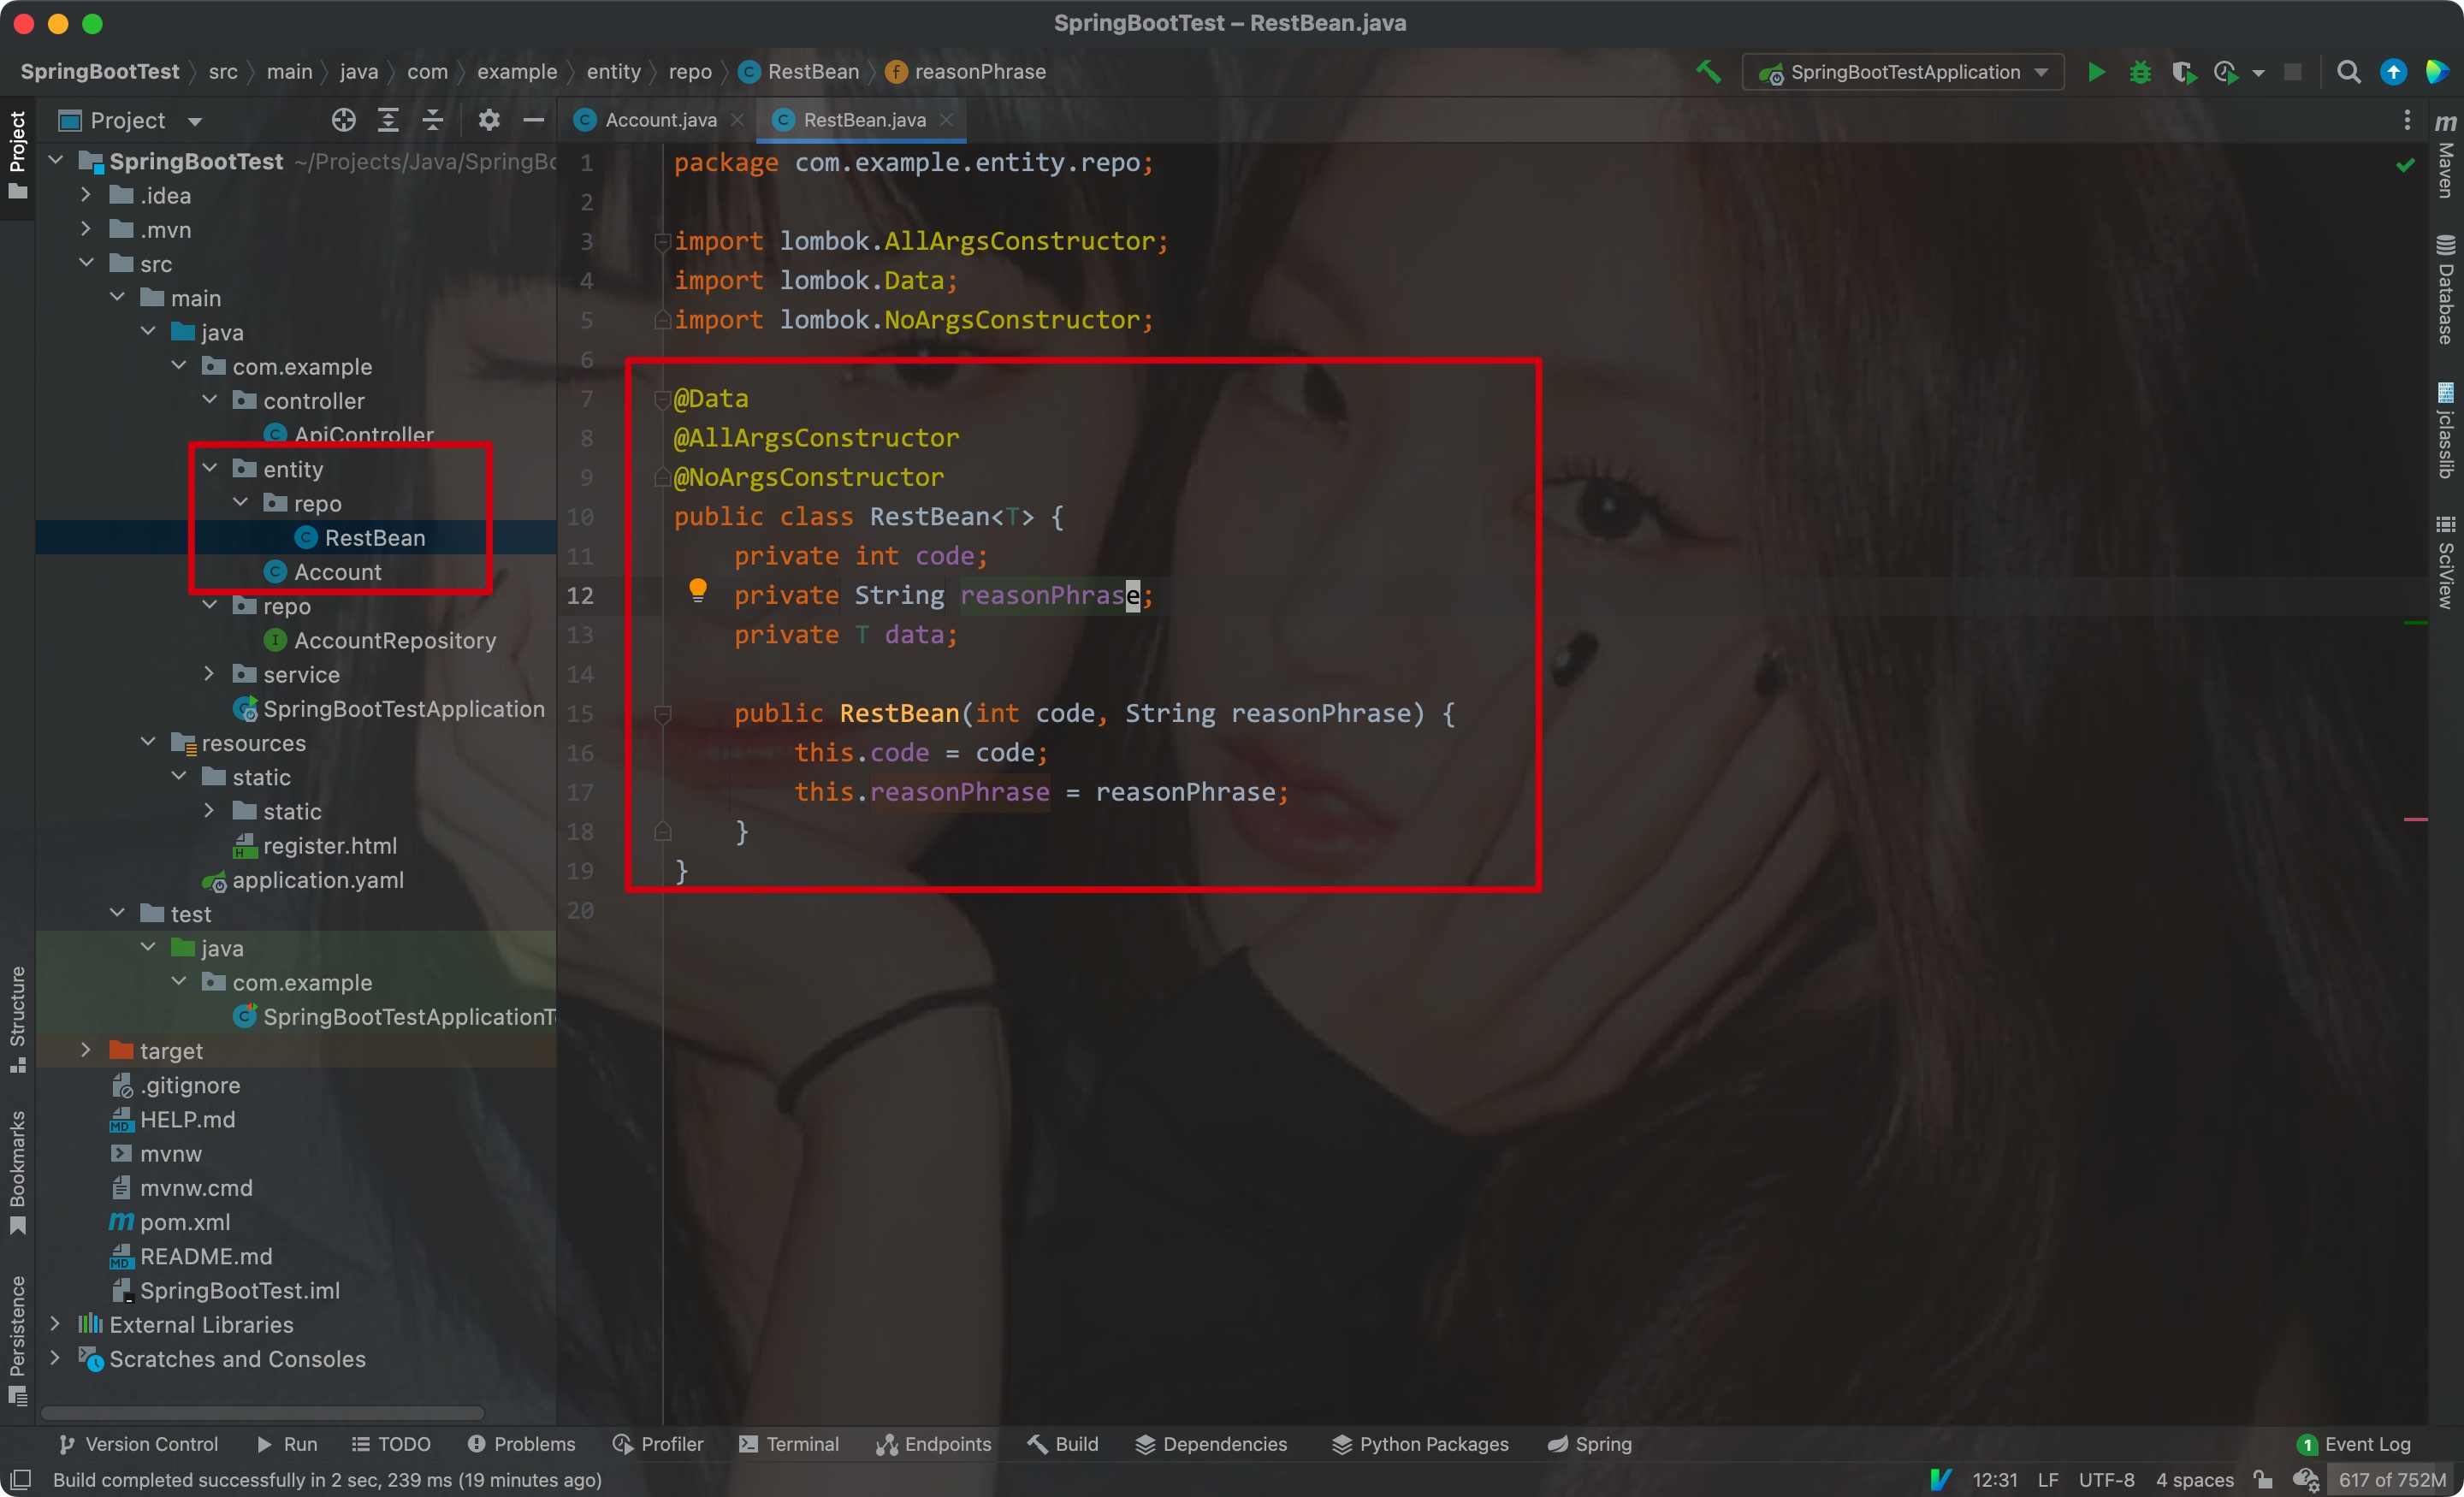 SpringBootTest – RestBean.java
SpringBootTest src main java com example entity repo RestBean reasonPhrase
SpringBootTestApplication
Project
Account.java
RestBean.java
SpringBootTest ~/Projects/Java/SpringBo
.idea
.mvn
src
main
java
com.example
controller
ApiController
entity
repo
RestBean
Account
repo
AccountRepository
service
SpringBootTestApplication
resources
static
static
register.html
application.yaml
test
java
com.example
SpringBootTestApplicationT
target
.gitignore
HELP.md
mvnw
mvnw.cmd
pom.xml
README.md
SpringBootTest.iml
External Libraries
Scratches and Consoles
1 package com.example.entity.repo;
2
3 import lombok.AllArgsConstructor;
4 import lombok.Data;
5 import lombok.NoArgsConstructor;
6
7 @Data
8 @AllArgsConstructor
9 @NoArgsConstructor
10 public class RestBean<T> {
11 private int code;
12 private String reasonPhrase;
13 private T data;
14
15 public RestBean(int code, String reasonPhrase) {
16 this.code = code;
17 this.reasonPhrase = reasonPhrase;
18 }
19 }
20
Project
Structure
Bookmarks
Persistence
Maven
Database
jclasslib
SciView
Version Control Run TODO Problems Profiler Terminal Endpoints Build Dependencies Python Packages Spring 1 Event Log
Build completed successfully in 2 sec, 239 ms (19 minutes ago) 12:31 LF UTF-8 4 spaces 617 of 752M